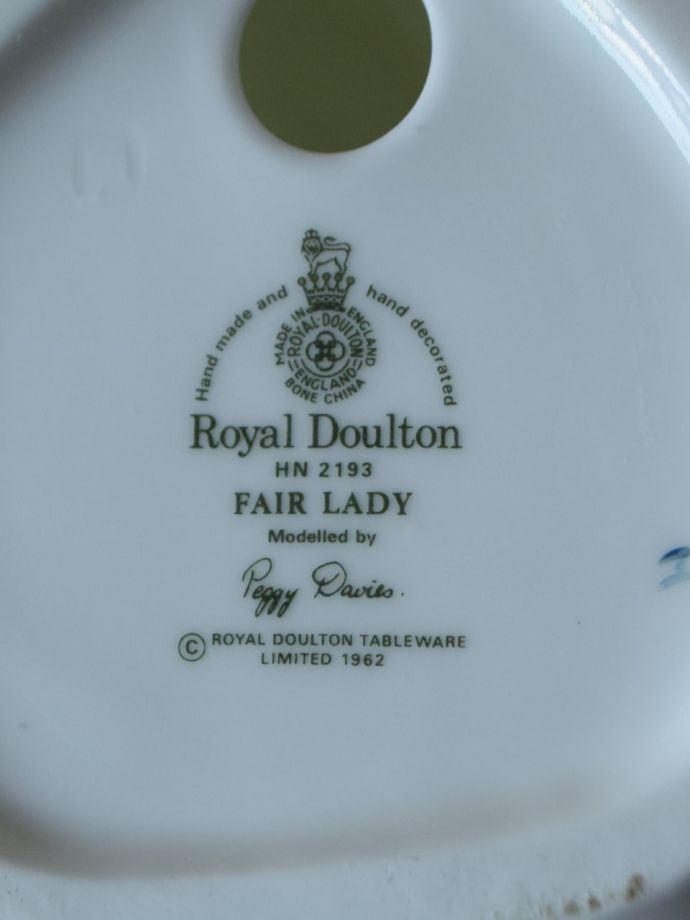 Hand made and hand decorated
MADE IN ENGLAND
ROYAL·DOULTON
ENGLAND
BONE CHINA
Royal Doulton
HN 2193
FAIR LADY
Modelled by
Peggy Davies.
© ROYAL DOULTON TABLEWARE
LIMITED 1962